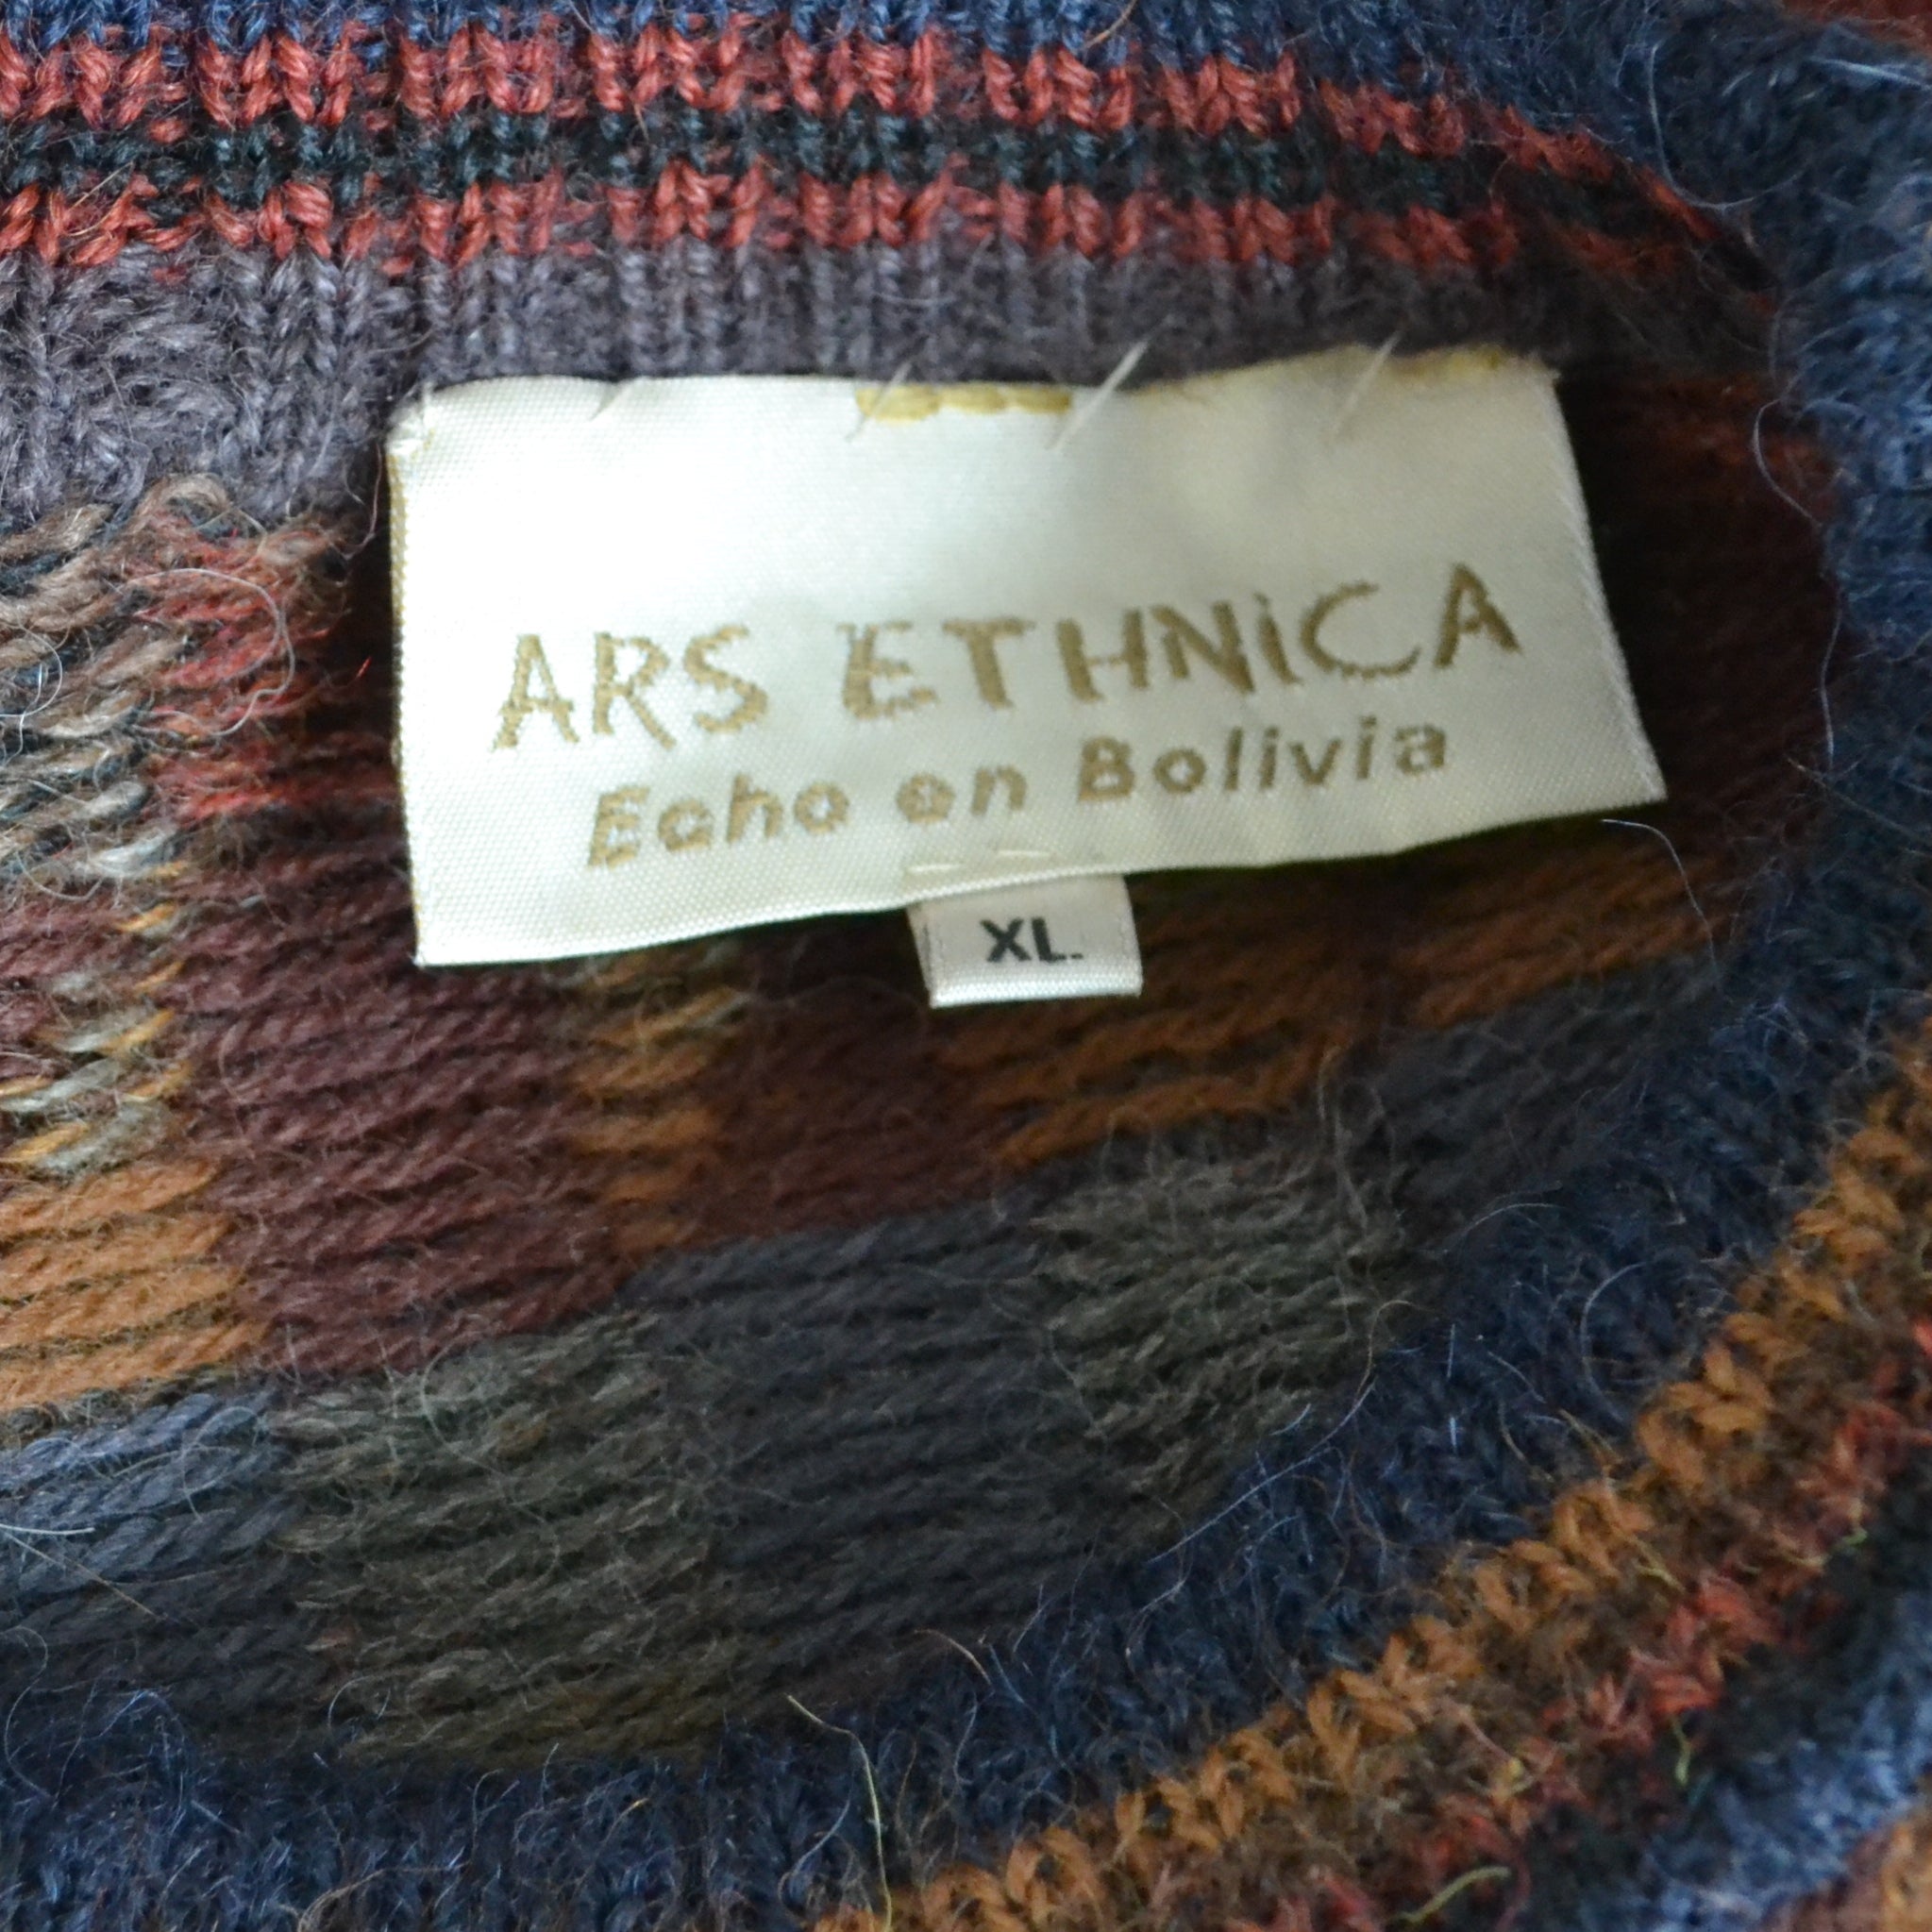 ARS ETHNiCA
Echo en Bolivia
XL.